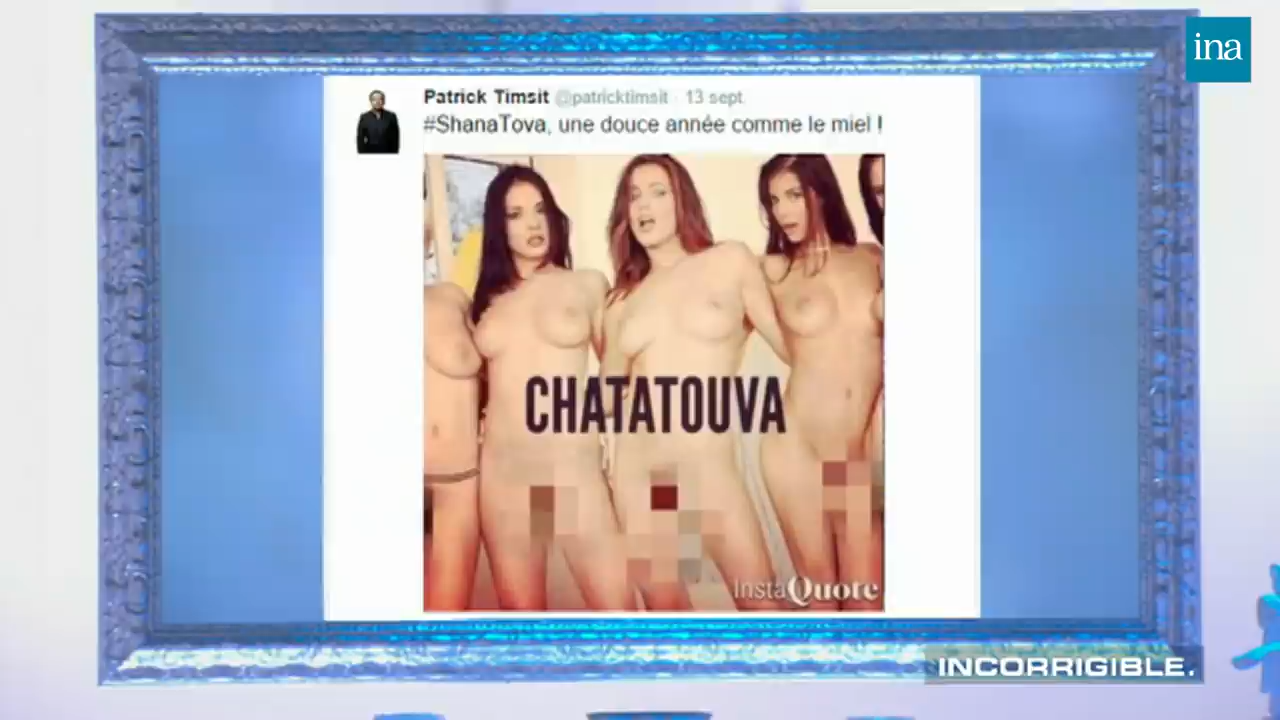 ina
Patrick Timsit @patricktimsit · 13 sept.
#ShanaTova, une douce année comme le miel !
CHATATOUVA
InstaQuote
INCORRIGIBLE.